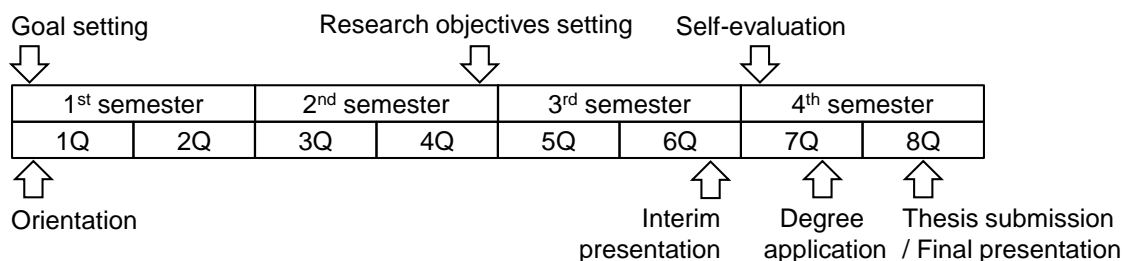 Goal setting Research objectives setting Self-evaluation
1st semester 2nd semester 3rd semester 4th semester
1Q 2Q 3Q 4Q 5Q 6Q 7Q 8Q
Orientation Interim Degree Thesis submission
presentation application / Final presentation